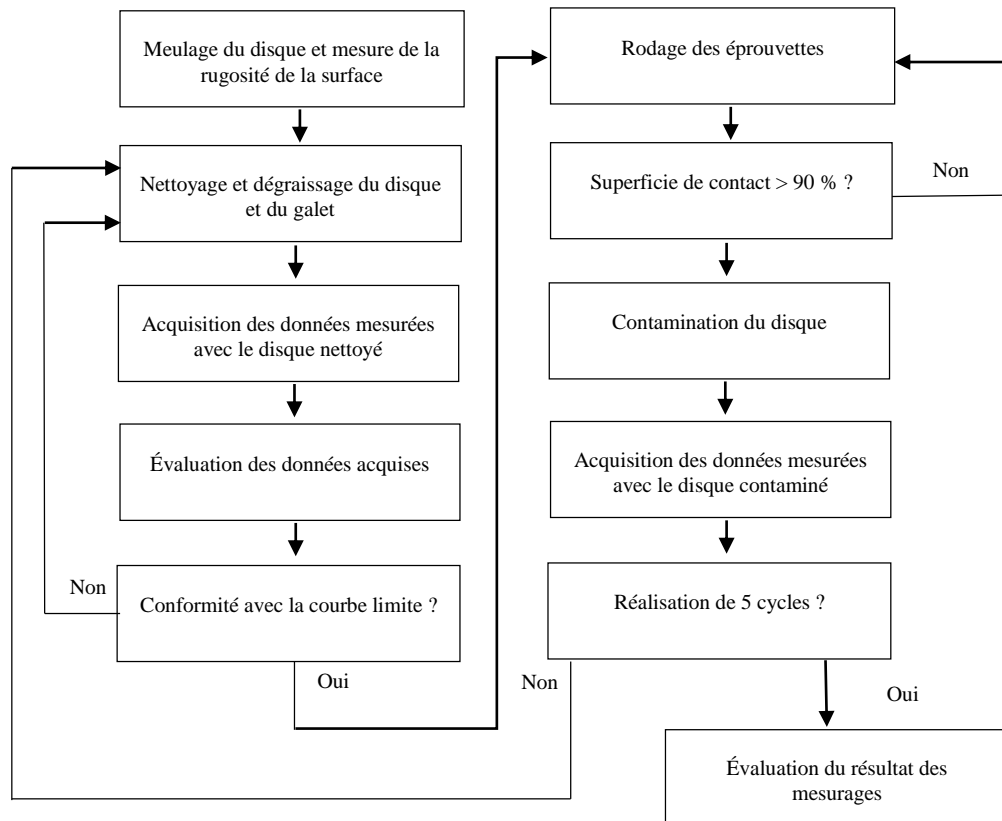 Meulage du disque et mesure de la
rugosité de la surface
Nettoyage et dégraissage du disque
et du galet
Acquisition des données mesurées
avec le disque nettoyé
Évaluation des données acquises
Non
Conformité avec la courbe limite ?
Oui
Rodage des éprouvettes
Superficie de contact > 90 % ?
Non
Contamination du disque
Acquisition des données mesurées
avec le disque contaminé
Réalisation de 5 cycles ?
Non
Oui
Évaluation du résultat des
mesurages